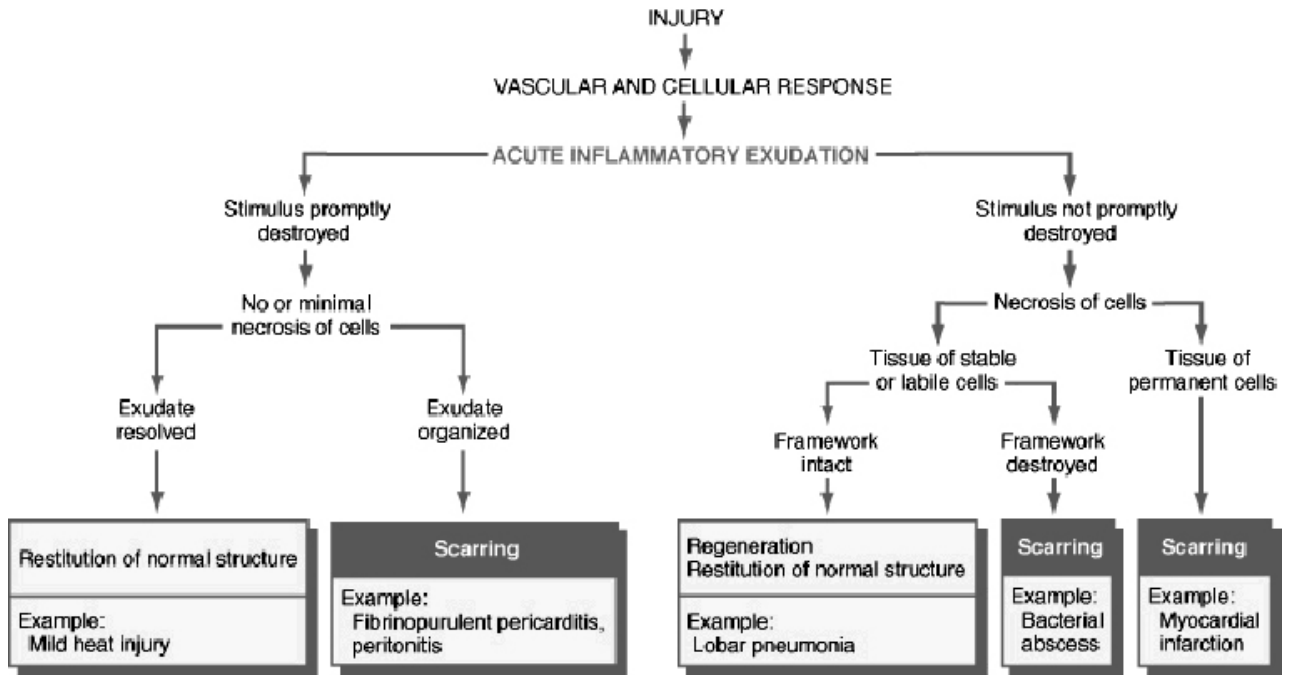 INJURY
VASCULAR AND CELLULAR RESPONSE
ACUTE INFLAMMATORY EXUDATION
Stimulus promptly
destroyed
No or minimal
necrosis of cells
Exudate
resolved
Exudate
organized
Restitution of normal structure
Example:
Mild heat injury
Scarring
Example:
Fibrinopurulent pericarditis,
peritonitis
Stimulus not promptly
destroyed
Necrosis of cells
Tissue of stable
or labile cells
Tissue of
permanent cells
Framework
intact
Framework
destroyed
Regeneration
Restitution of normal structure
Example:
Lobar pneumonia
Scarring
Example:
Bacterial
abscess
Scarring
Example:
Myocardial
infarction